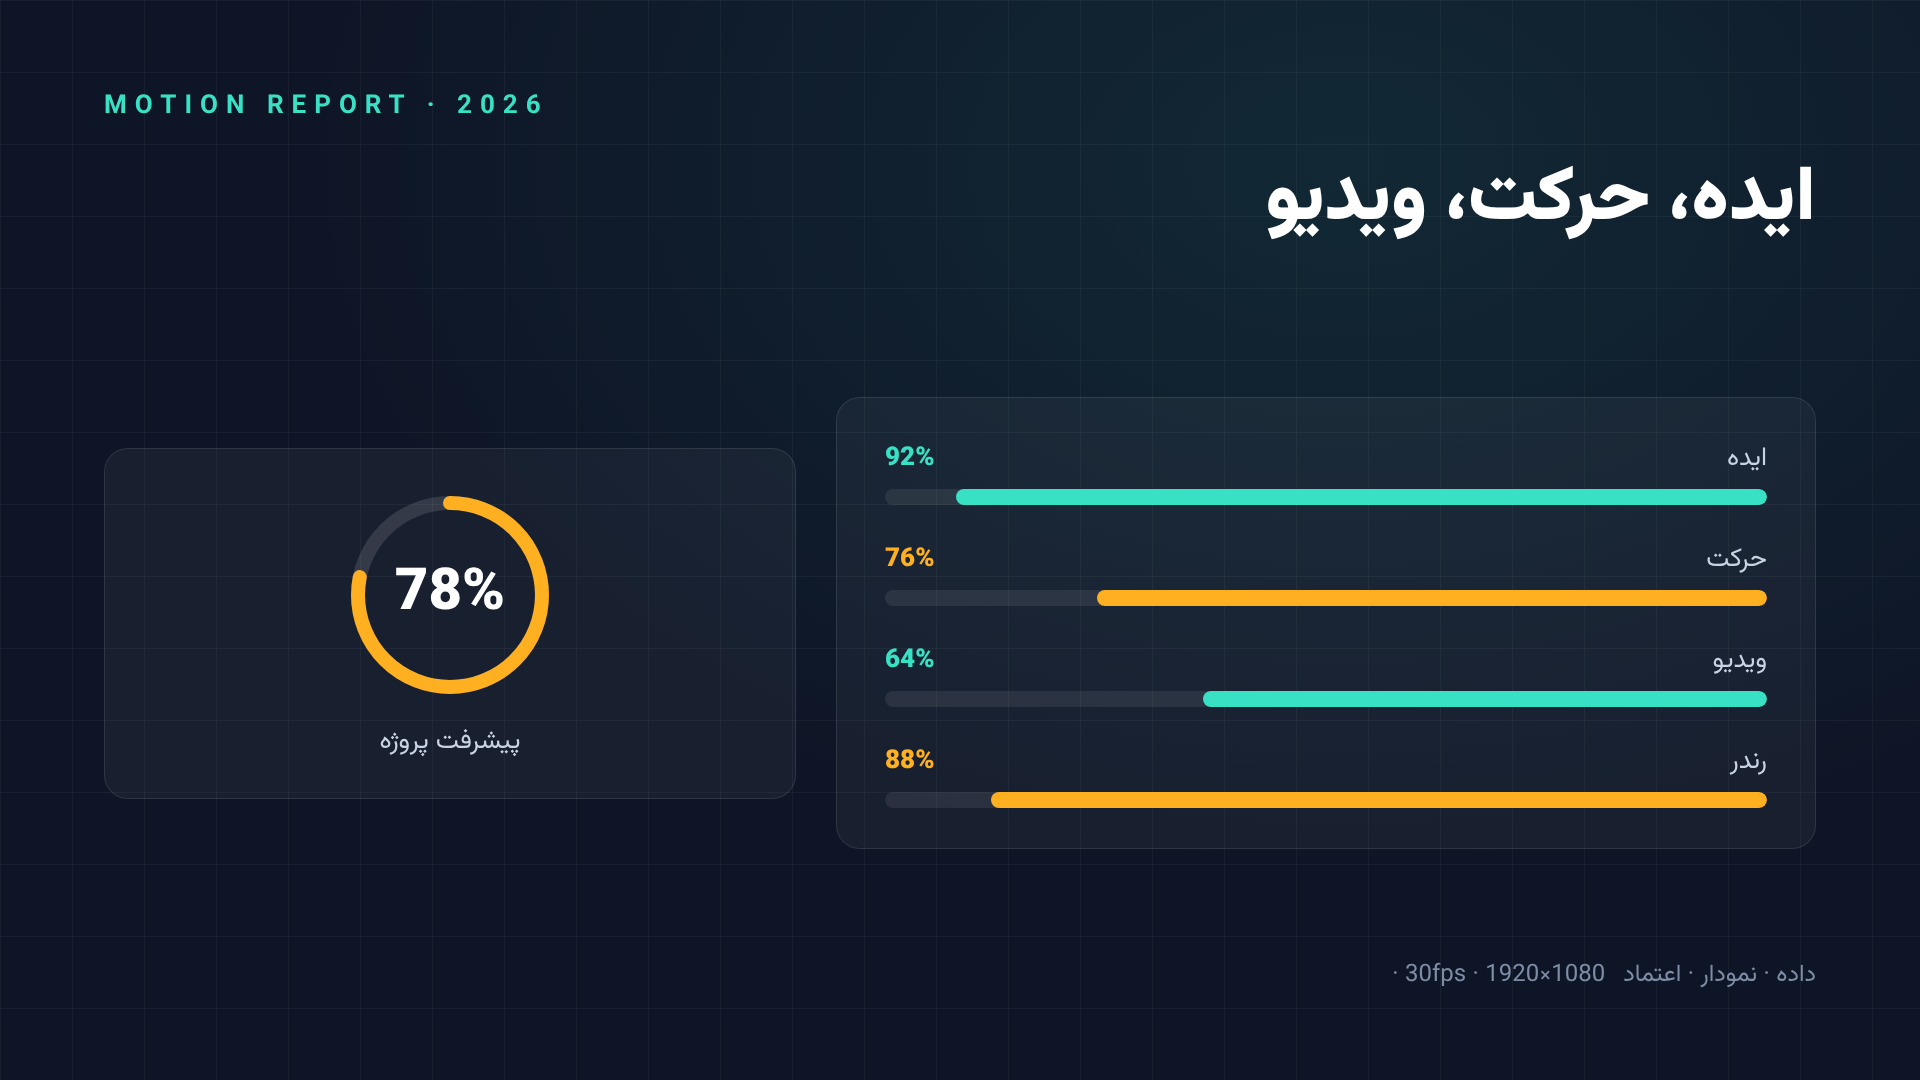 MOTION REPORT · 2026
ایده، حرکت، ویدیو
ایده 92%
حرکت 76%
ویدیو 64%
رندر 88%
78%
پیشرفت پروژه
داده · نمودار · اعتماد 1920×1080 · 30fps ·